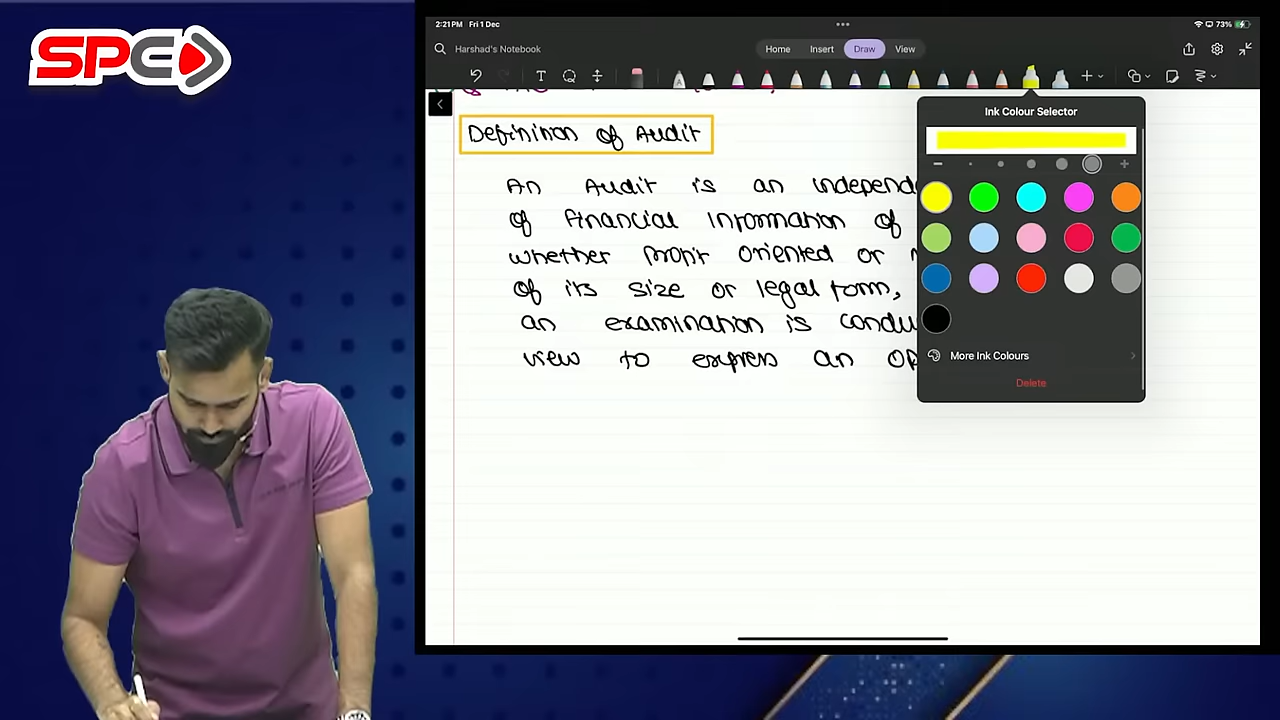 SPC
2:21 PM Fri 1 Dec
73%
Harshad's Notebook
Home Insert Draw View
Ink Colour Selector
Definition of Audit
An Audit is an independe
of financial information of
whether profit oriented or
of its size or legal form,
an examination is condu
view to express an op
More Ink Colours
Delete